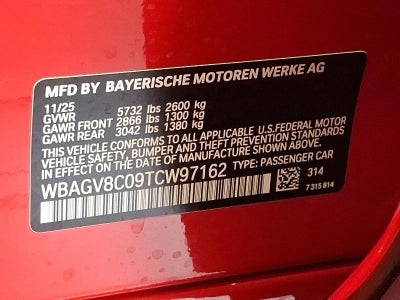 MFD BY BAYERISCHE MOTOREN WERKE AG
11/25
GVWR 5732 lbs 2600 kg
GAWR FRONT 2866 lbs 1300 kg
GAWR REAR 3042 lbs 1380 kg
THIS VEHICLE CONFORMS TO ALL APPLICABLE U.S.FEDERAL MOTOR
VEHICLE SAFETY, BUMPER, AND THEFT PREVENTION STANDARDS
IN EFFECT ON THE DATE OF MANUFACTURE SHOWN ABOVE.
WBAGV8C09TCW97162 TYPE: PASSENGER CAR
314
7 315 814